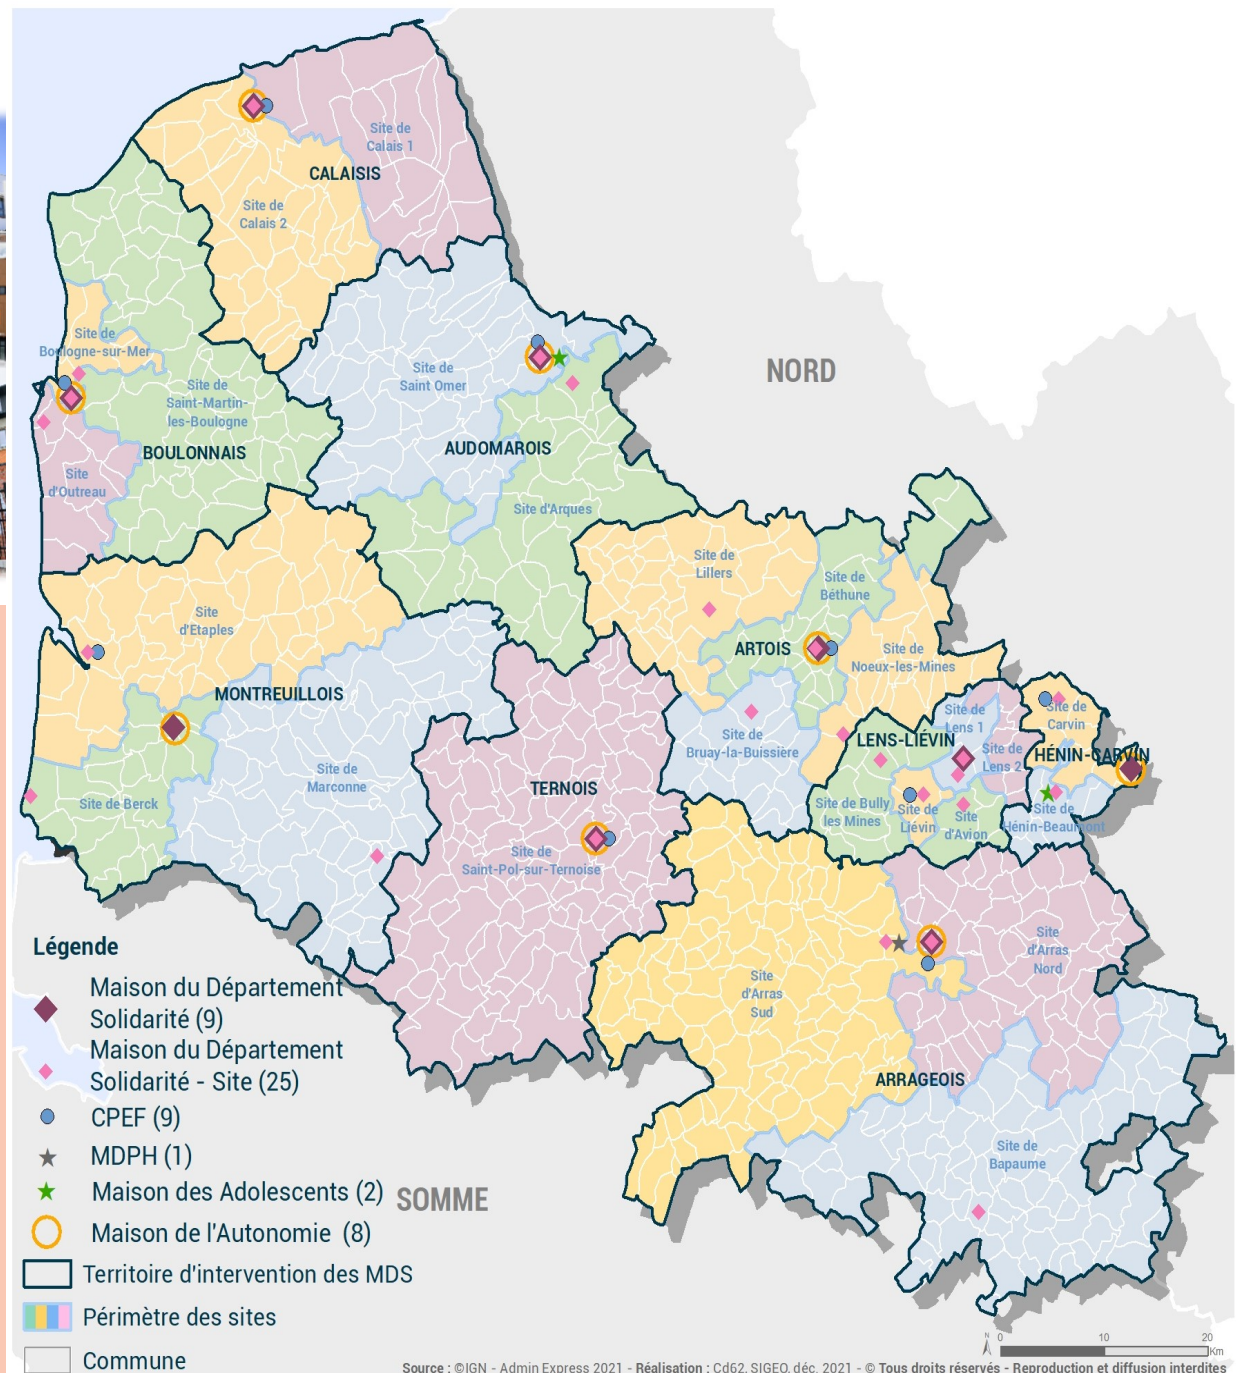 Site de
Calais 1
CALAISIS
Site de
Calais 2
Site de
Boulogne-sur-Mer
Site de
Saint-Martin-
les-Boulogne
BOULONNAIS
Site
d'Outreau
Site de
Saint Omer
AUDOMAROIS
Site d'Arques
NORD
Site de
Lillers
Site de
Béthune
ARTOIS
Site de
Noeux-les-Mines
Site de
Bruay-la-Buissière
Site
d'Etaples
MONTREUILLOIS
Site de Berck
Site de
Marconne
TERNOIS
Site de
Saint-Pol-sur-Ternoise
LENS-LIÉVIN
Site de
Lens 1
Site de
Lens 2
Site de Bully
les Mines
Site de
Liévin
Site
d'Avion
Site de
Carvin
HÉNIN-CARVIN
Site de
Hénin-Beaumont
Site
d'Arras
Nord
Site
d'Arras
Sud
ARRAGEOIS
Site de
Bapaume
SOMME
Légende
Maison du Département
Solidarité (9)
Maison du Département
Solidarité - Site (25)
CPEF (9)
MDPH (1)
Maison des Adolescents (2)
Maison de l'Autonomie (8)
Territoire d'intervention des MDS
Périmètre des sites
Commune
N 0 10 20
Km
Source : ©IGN - Admin Express 2021 - Réalisation : Cd62, SIGEO, déc. 2021 - © Tous droits réservés - Reproduction et diffusion interdites